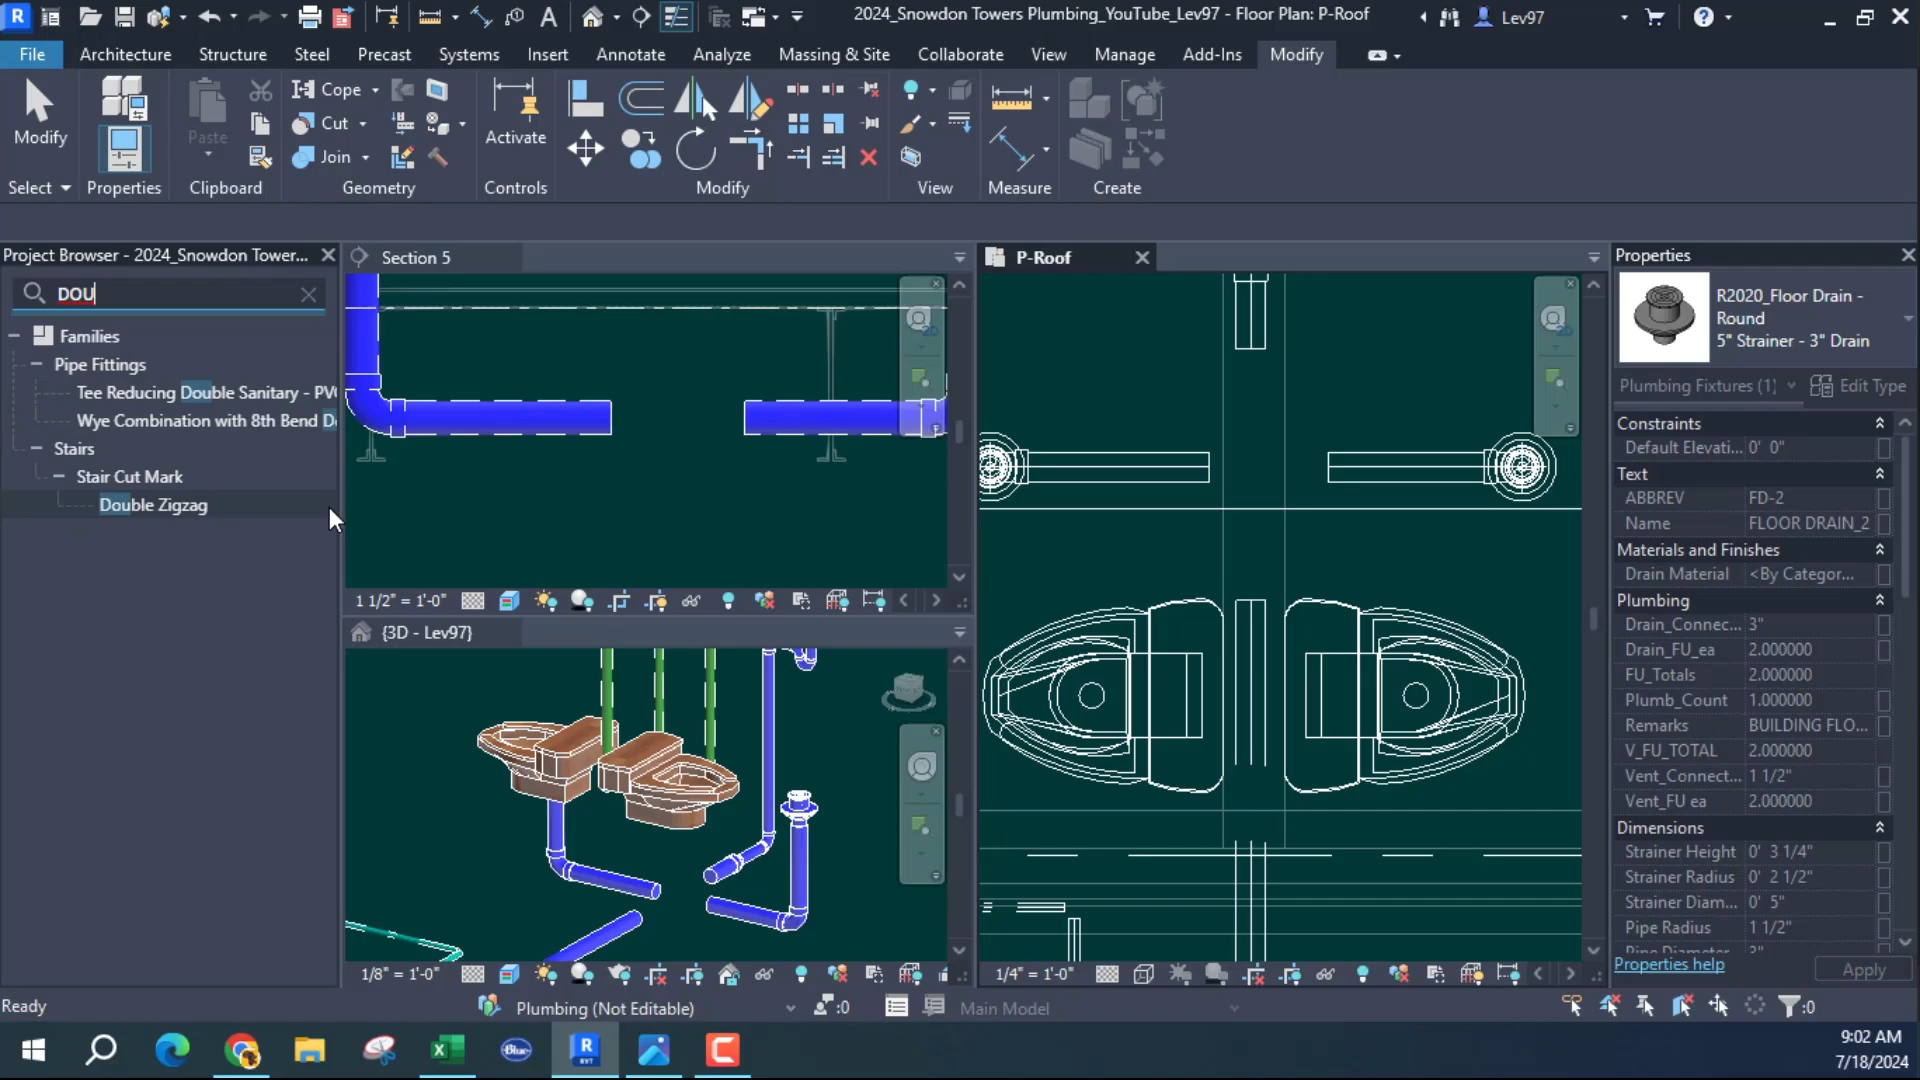 R
2024_Snowdon Towers Plumbing_YouTube_Lev97 - Floor Plan: P-Roof
Lev97
File
Architecture
Structure
Steel
Precast
Systems
Insert
Annotate
Analyze
Massing & Site
Collaborate
View
Manage
Add-Ins
Modify
Modify
Paste
Cope
Cut
Join
Activate
Select
Properties
Clipboard
Geometry
Controls
Modify
View
Measure
Create
Project Browser - 2024_Snowdon Tower...
DOU
Families
Pipe Fittings
Tee Reducing Double Sanitary - PV
Wye Combination with 8th Bend D
Stairs
Stair Cut Mark
Double Zigzag
Section 5
1 1/2" = 1'-0"
{3D - Lev97}
1/8" = 1'-0"
P-Roof
1/4" = 1'-0"
Properties
R2020_Floor Drain -
Round
5" Strainer - 3" Drain
Plumbing Fixtures (1)
Edit Type
Constraints
Default Elevati... 0' 0"
Text
ABBREV FD-2
Name FLOOR DRAIN_2
Materials and Finishes
Drain Material <By Categor...
Plumbing
Drain_Connec... 3"
Drain_FU_ea 2.000000
FU_Totals 2.000000
Plumb_Count 1.000000
Remarks BUILDING FLO...
V_FU_TOTAL 2.000000
Vent_Connect... 1 1/2"
Vent_FU ea 2.000000
Dimensions
Strainer Height 0' 3 1/4"
Strainer Radius 0' 2 1/2"
Strainer Diam... 0' 5"
Pipe Radius 1 1/2"
Pipe Diameter 3"
Properties help
Apply
Ready
Plumbing (Not Editable)
:0
Main Model
:0
Blue
9:02 AM
7/18/2024